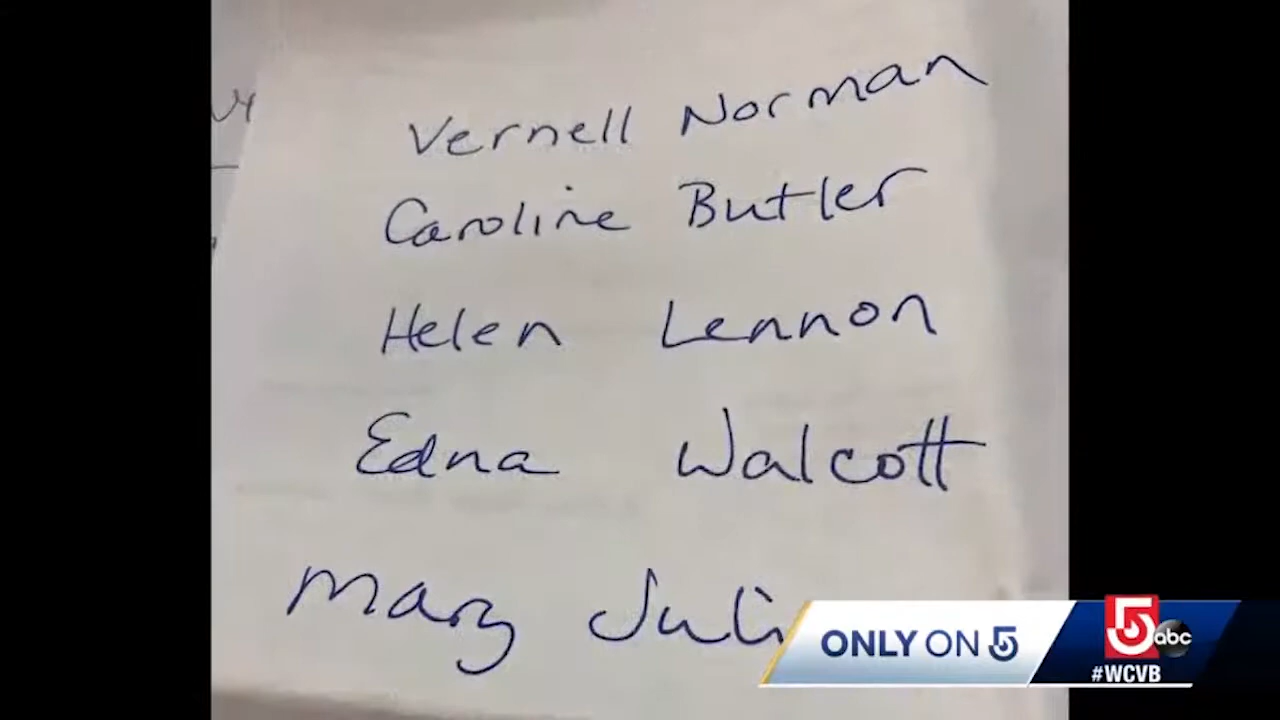 Vernell Norman
Caroline Butler
Helen Lennon
Edna Walcott
Mary
ONLY ON 5
5 abc
#WCVB